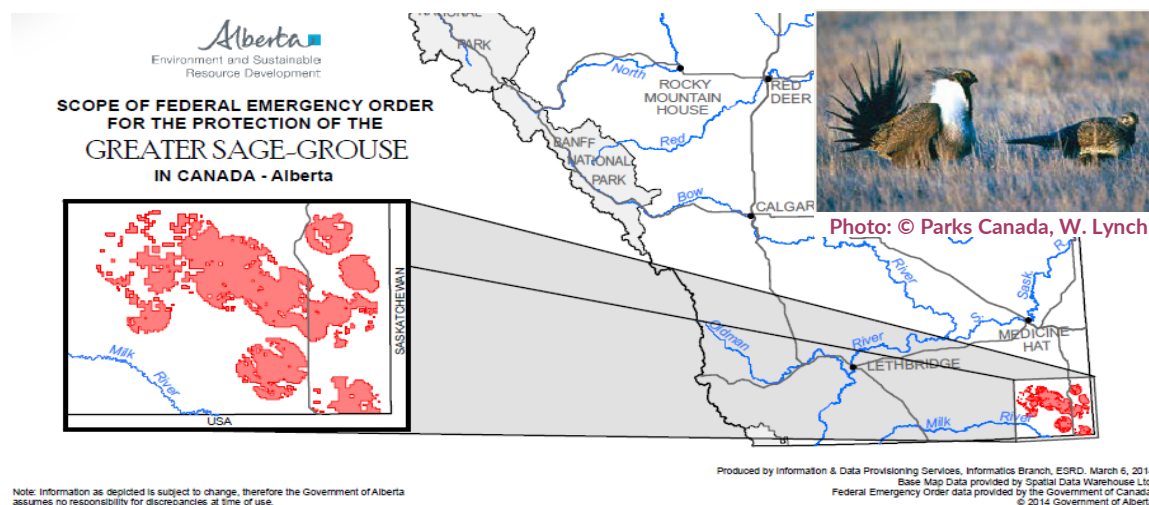 Alberta
Environment and Sustainable
Resource Development
SCOPE OF FEDERAL EMERGENCY ORDER
FOR THE PROTECTION OF THE
GREATER SAGE-GROUSE
IN CANADA - Alberta
Milk
River
USA
SASKATCHEWAN
NATIONAL
PARK
North
ROCKY
MOUNTAIN
HOUSE
RED
DEER
Red
BANFF
NATIONAL
PARK
Bow
CALGAR
Photo: © Parks Canada, W. Lynch
River
Sask
R
S
MEDICINE
HAT
Oldman
River
LETHBRIDGE
Milk
River
Note: Information as depicted is subject to change, therefore the Government of Alberta
assumes no responsibility for discrepancies at time of use.
Produced by Information & Data Provisioning Services, Informatics Branch, ESRD. March 6, 2014
Base Map Data provided by Spatial Data Warehouse Ltd
Federal Emergency Order data provided by the Government of Canada
© 2014 Government of Alberta